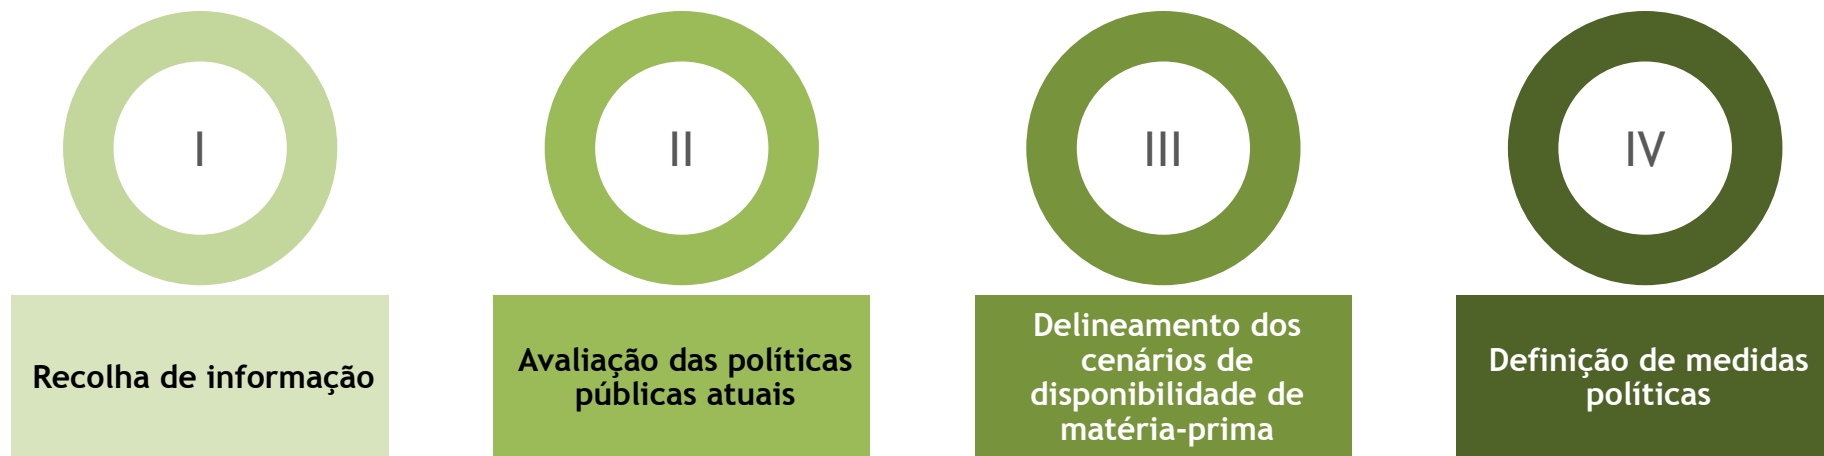 I
II
III
IV
Recolha de informação
Avaliação das políticas
públicas atuais
Delineamento dos
cenários de
disponibilidade de
matéria-prima
Definição de medidas
políticas